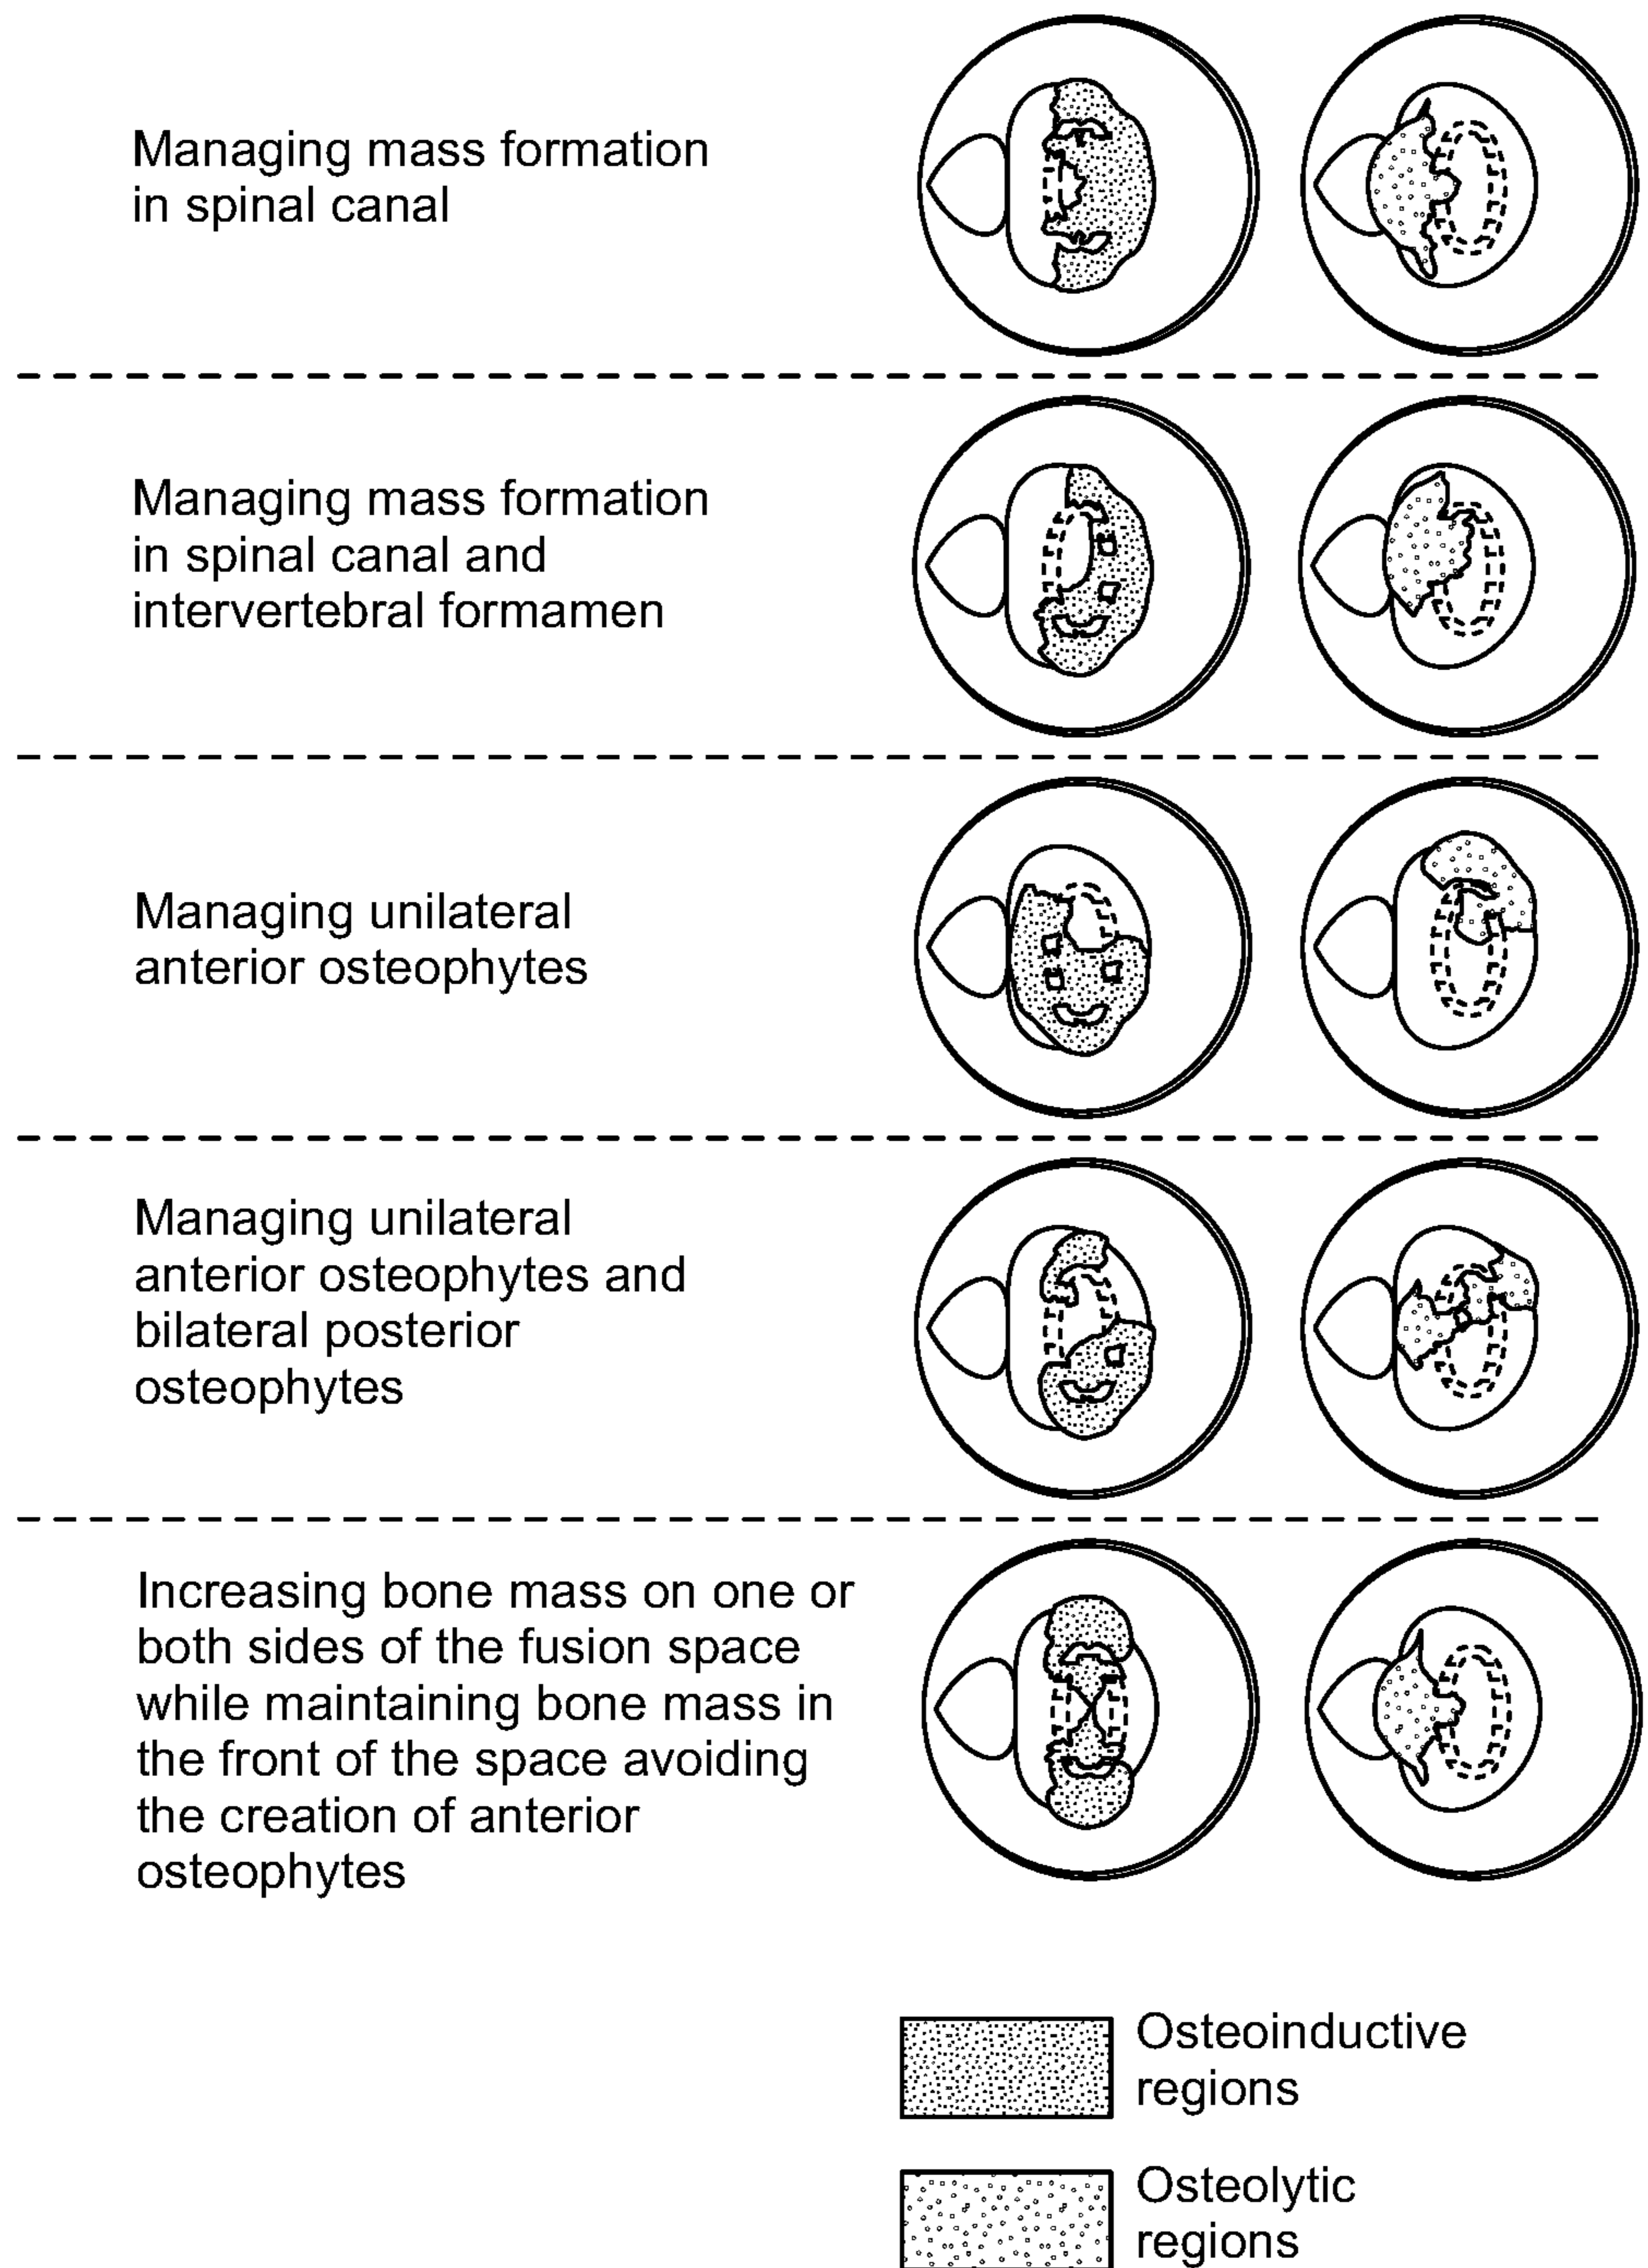 Managing mass formation
in spinal canal
Managing mass formation
in spinal canal and
intervertebral formamen
Managing unilateral
anterior osteophytes
Managing unilateral
anterior osteophytes and
bilateral posterior
osteophytes
Increasing bone mass on one or
both sides of the fusion space
while maintaining bone mass in
the front of the space avoiding
the creation of anterior
osteophytes
Osteoinductive
regions
Osteolytic
regions